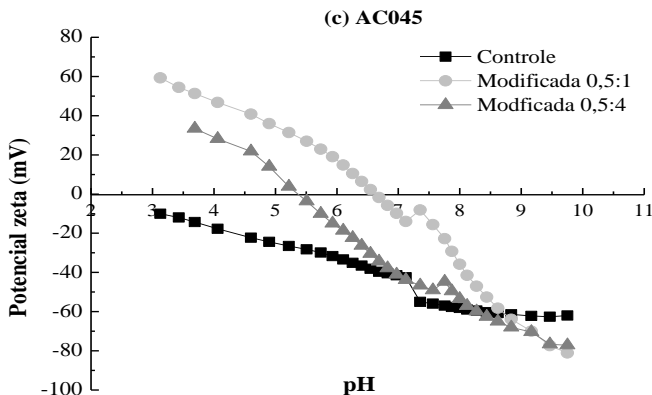 (c) AC045
80
60
40
20
0
-20
-40
-60
-80
-100
2 3 4 5 6 7 8 9 10 11
Potencial zeta (mV)
pH
Controle
Modificada 0,5:1
Modficada 0,5:4